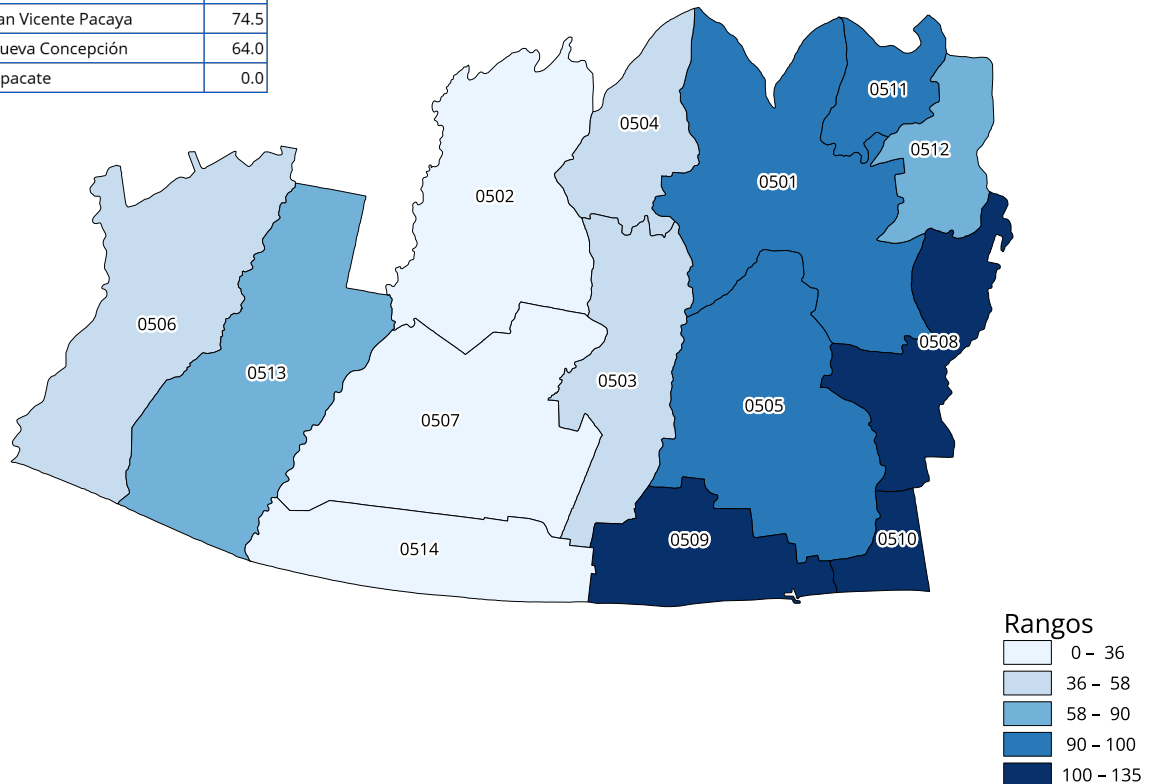 an Vicente Pacaya 74.5
ueva Concepción 64.0
pacate 0.0
0511
0504
0512
0501
0502
0506
0508
0513
0503
0505
0507
0509
0510
0514
Rangos
0 – 36
36 – 58
58 – 90
90 – 100
100 – 135